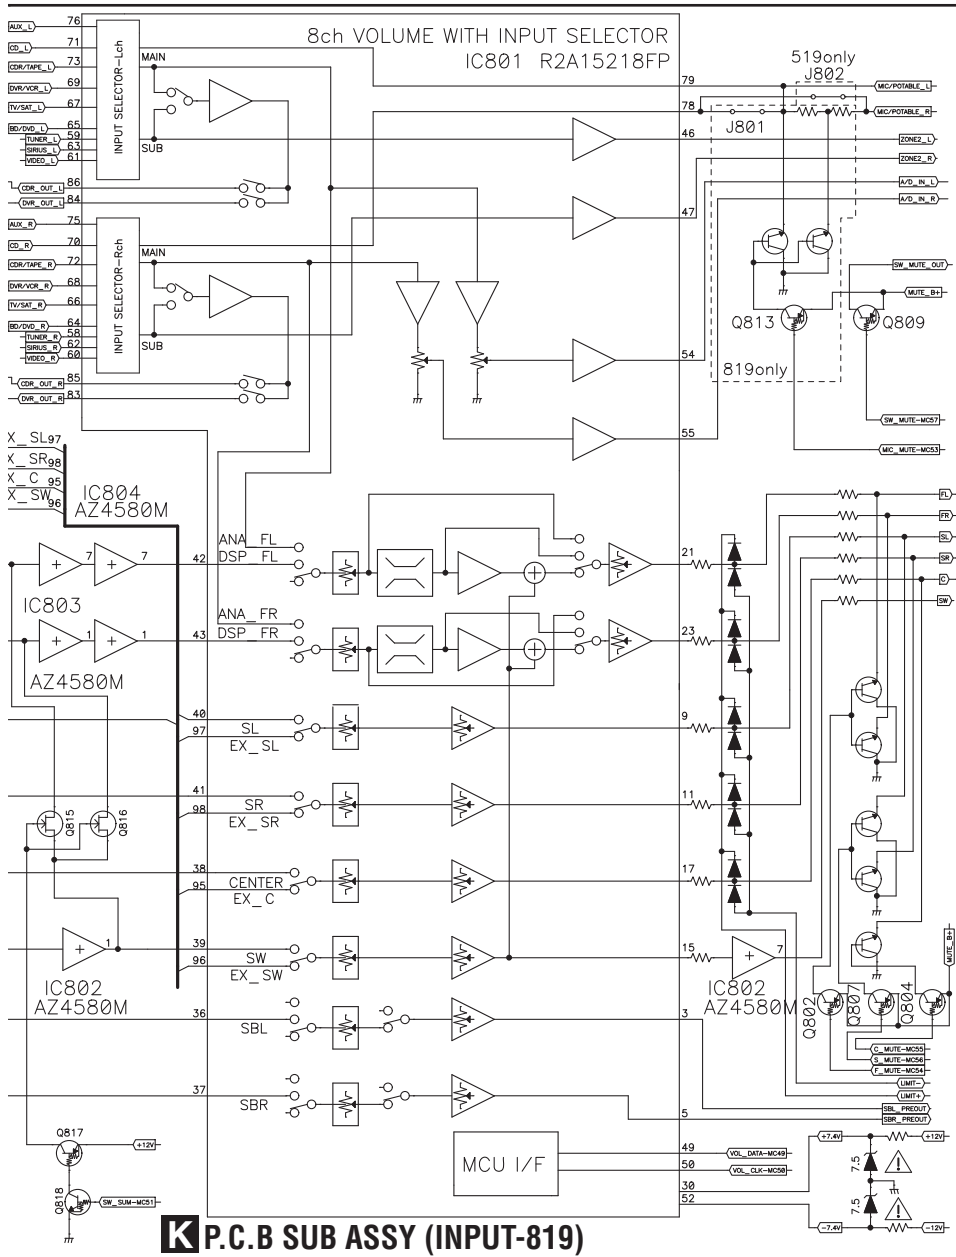 8ch VOLUME WITH INPUT SELECTOR
IC801 R2A15218FP
AUX_L 76
CD_L 71
CDR/TAPE_L 73
DVR/VCR_L 69
TV/SAT_L 67
BD/DVD_L 65
TUNER_L 59
SIRIUS_L 63
VIDEO_L 61
INPUT SELECTOR-Lch
MAIN
SUB
CDR_OUT_L 86
DVR_OUT_L 84
AUX_R 75
CD_R 70
CDR/TAPE_R 72
DVR/VCR_R 68
TV/SAT_R 66
BD/DVD_R 64
TUNER_R 58
SIRIUS_R 62
VIDEO_R 60
INPUT SELECTOR-Rch
MAIN
SUB
CDR_OUT_R 85
DVR_OUT_R 83
519only
J802
79 MIC/POTABLE_L
78 MIC/POTABLE_R
J801
46 ZONE2_L
ZONE2_R
A/D_IN_L
A/D_IN_R
47
SW_MUTE_OUT
MUTE_B+
Q813
Q809
54
819only
SW_MUTE-MC57
55
MIC_MUTE-MC53
X_SL 97
X_SR 98
X_C 95
X_SW 96
IC804
AZ4580M
7
7
42
ANA_FL
DSP_FL
21
IC803
1
1
43
ANA_FR
DSP_FR
23
AZ4580M
FL
FR
SL
SR
C
SW
40
97
SL
EX_SL
9
41
98
SR
EX_SR
11
Q815
Q816
38
95
CENTER
EX_C
17
1
39
96
SW
EX_SW
15
7
IC802
AZ4580M
IC802
AZ4580M
MUTE_B+
Q802
Q807
Q804
36
SBL
3
C_MUTE-MC55
S_MUTE-MC56
F_MUTE-MC54
LIMIT-
LIMIT+
37
SBR
5
SBL_PREOUT
SBR_PREOUT
Q817
+12V
Q818
SW_SUM-MC51
MCU I/F
49 VOL_DATA-MC49
50 VOL_CLK-MC50
30
52
+7.4V
+12V
7.5
7.5
-7.4V
-12V
K P.C.B SUB ASSY (INPUT-819)